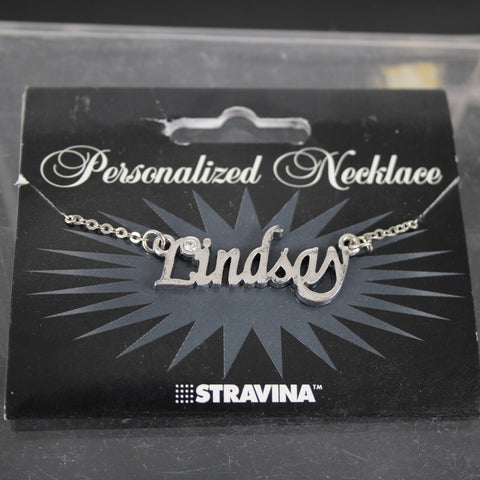 Personalized Necklace
Lindsay
STRAVINA™